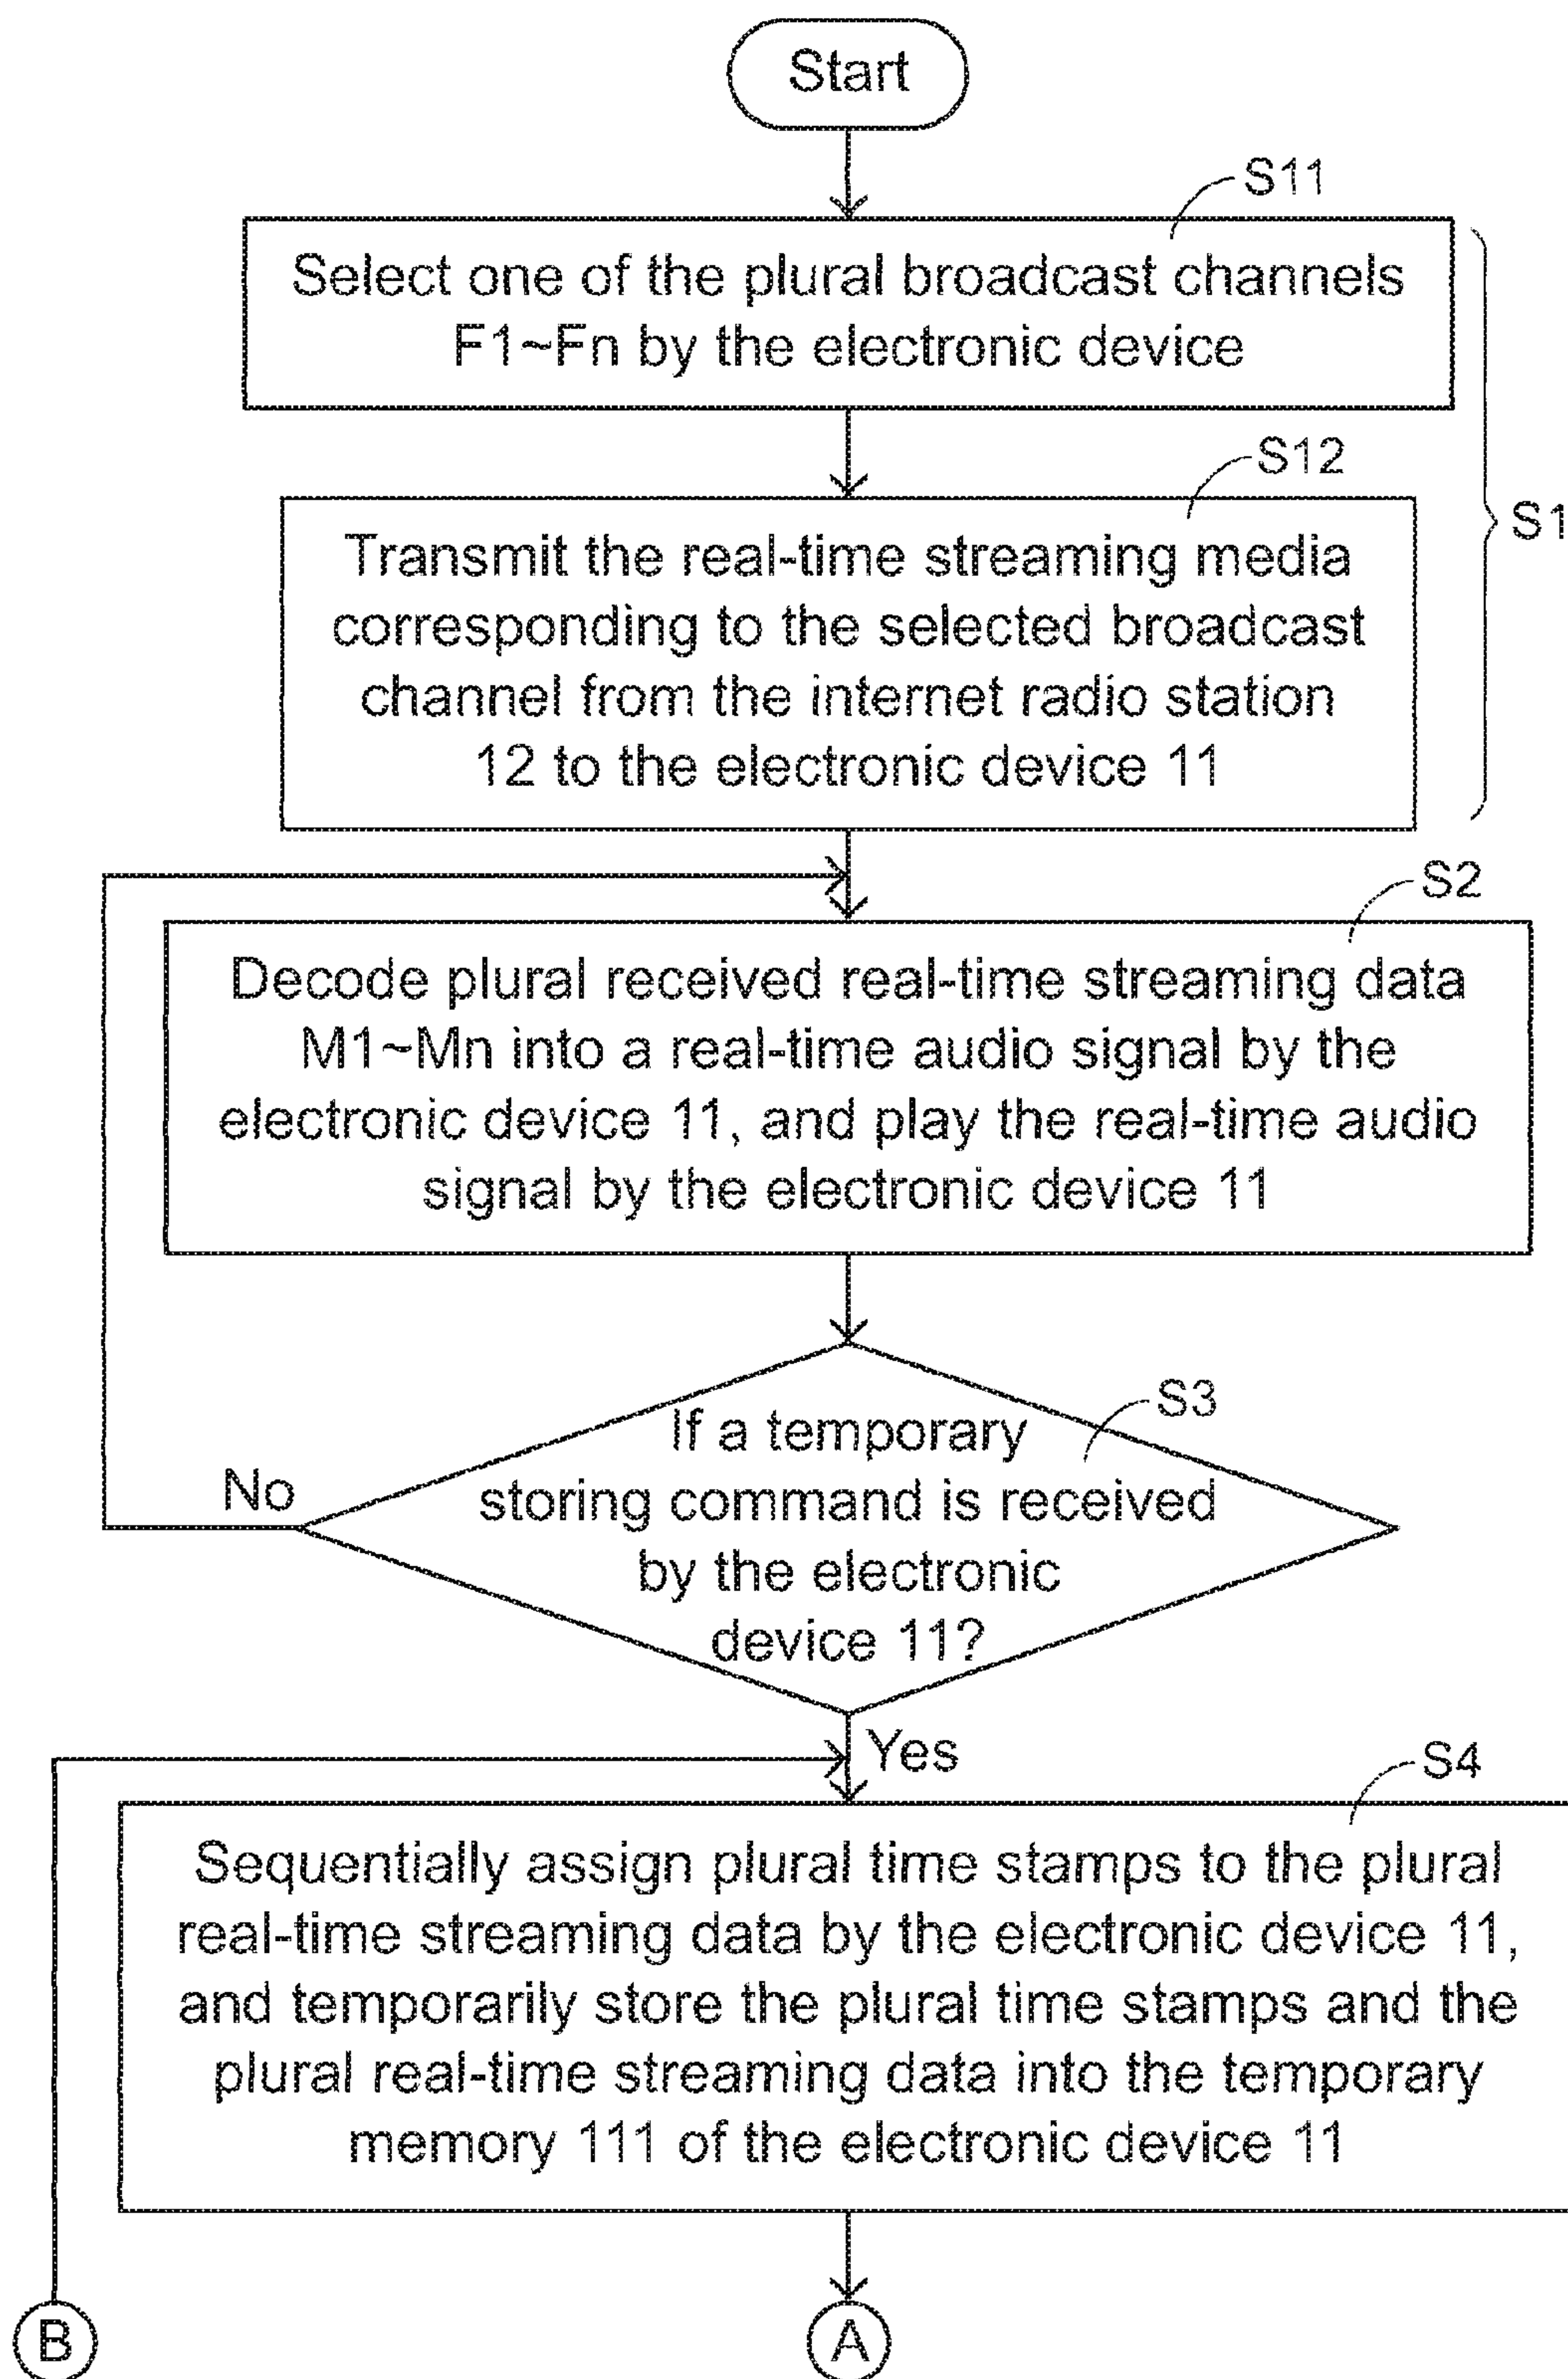 Start
S11
Select one of the plural broadcast channels
F1~Fn by the electronic device
S12
S1
Transmit the real-time streaming media
corresponding to the selected broadcast
channel from the internet radio station
12 to the electronic device 11
S2
Decode plural received real-time streaming data
M1~Mn into a real-time audio signal by the
electronic device 11, and play the real-time audio
signal by the electronic device 11
S3
If a temporary
storing command is received
by the electronic
device 11?
No
Yes
S4
Sequentially assign plural time stamps to the plural
real-time streaming data by the electronic device 11,
and temporarily store the plural time stamps and the
plural real-time streaming data into the temporary
memory 111 of the electronic device 11
B
A